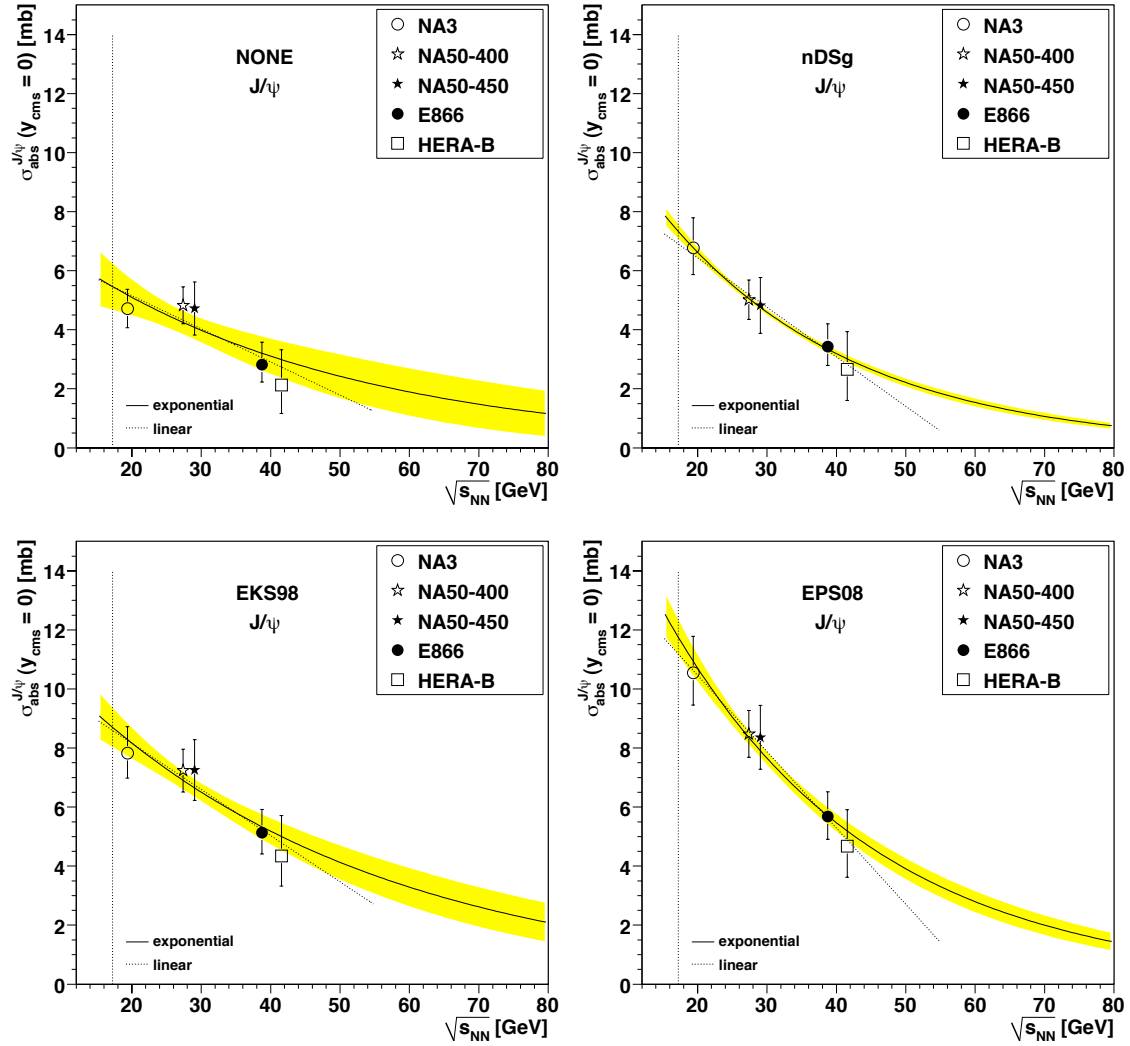 σabs^J/ψ (y_cms = 0) [mb]
14
12
10
8
6
4
2
0
NONE
J/ψ
NA3
NA50-400
NA50-450
E866
HERA-B
exponential
linear
20 30 40 50 60 70 80
√s_NN [GeV]
σabs^J/ψ (y_cms = 0) [mb]
14
12
10
8
6
4
2
0
nDSg
J/ψ
NA3
NA50-400
NA50-450
E866
HERA-B
exponential
linear
20 30 40 50 60 70 80
√s_NN [GeV]
σabs^J/ψ (y_cms = 0) [mb]
14
12
10
8
6
4
2
0
EKS98
J/ψ
NA3
NA50-400
NA50-450
E866
HERA-B
exponential
linear
20 30 40 50 60 70 80
√s_NN [GeV]
σabs^J/ψ (y_cms = 0) [mb]
14
12
10
8
6
4
2
0
EPS08
J/ψ
NA3
NA50-400
NA50-450
E866
HERA-B
exponential
linear
20 30 40 50 60 70 80
√s_NN [GeV]